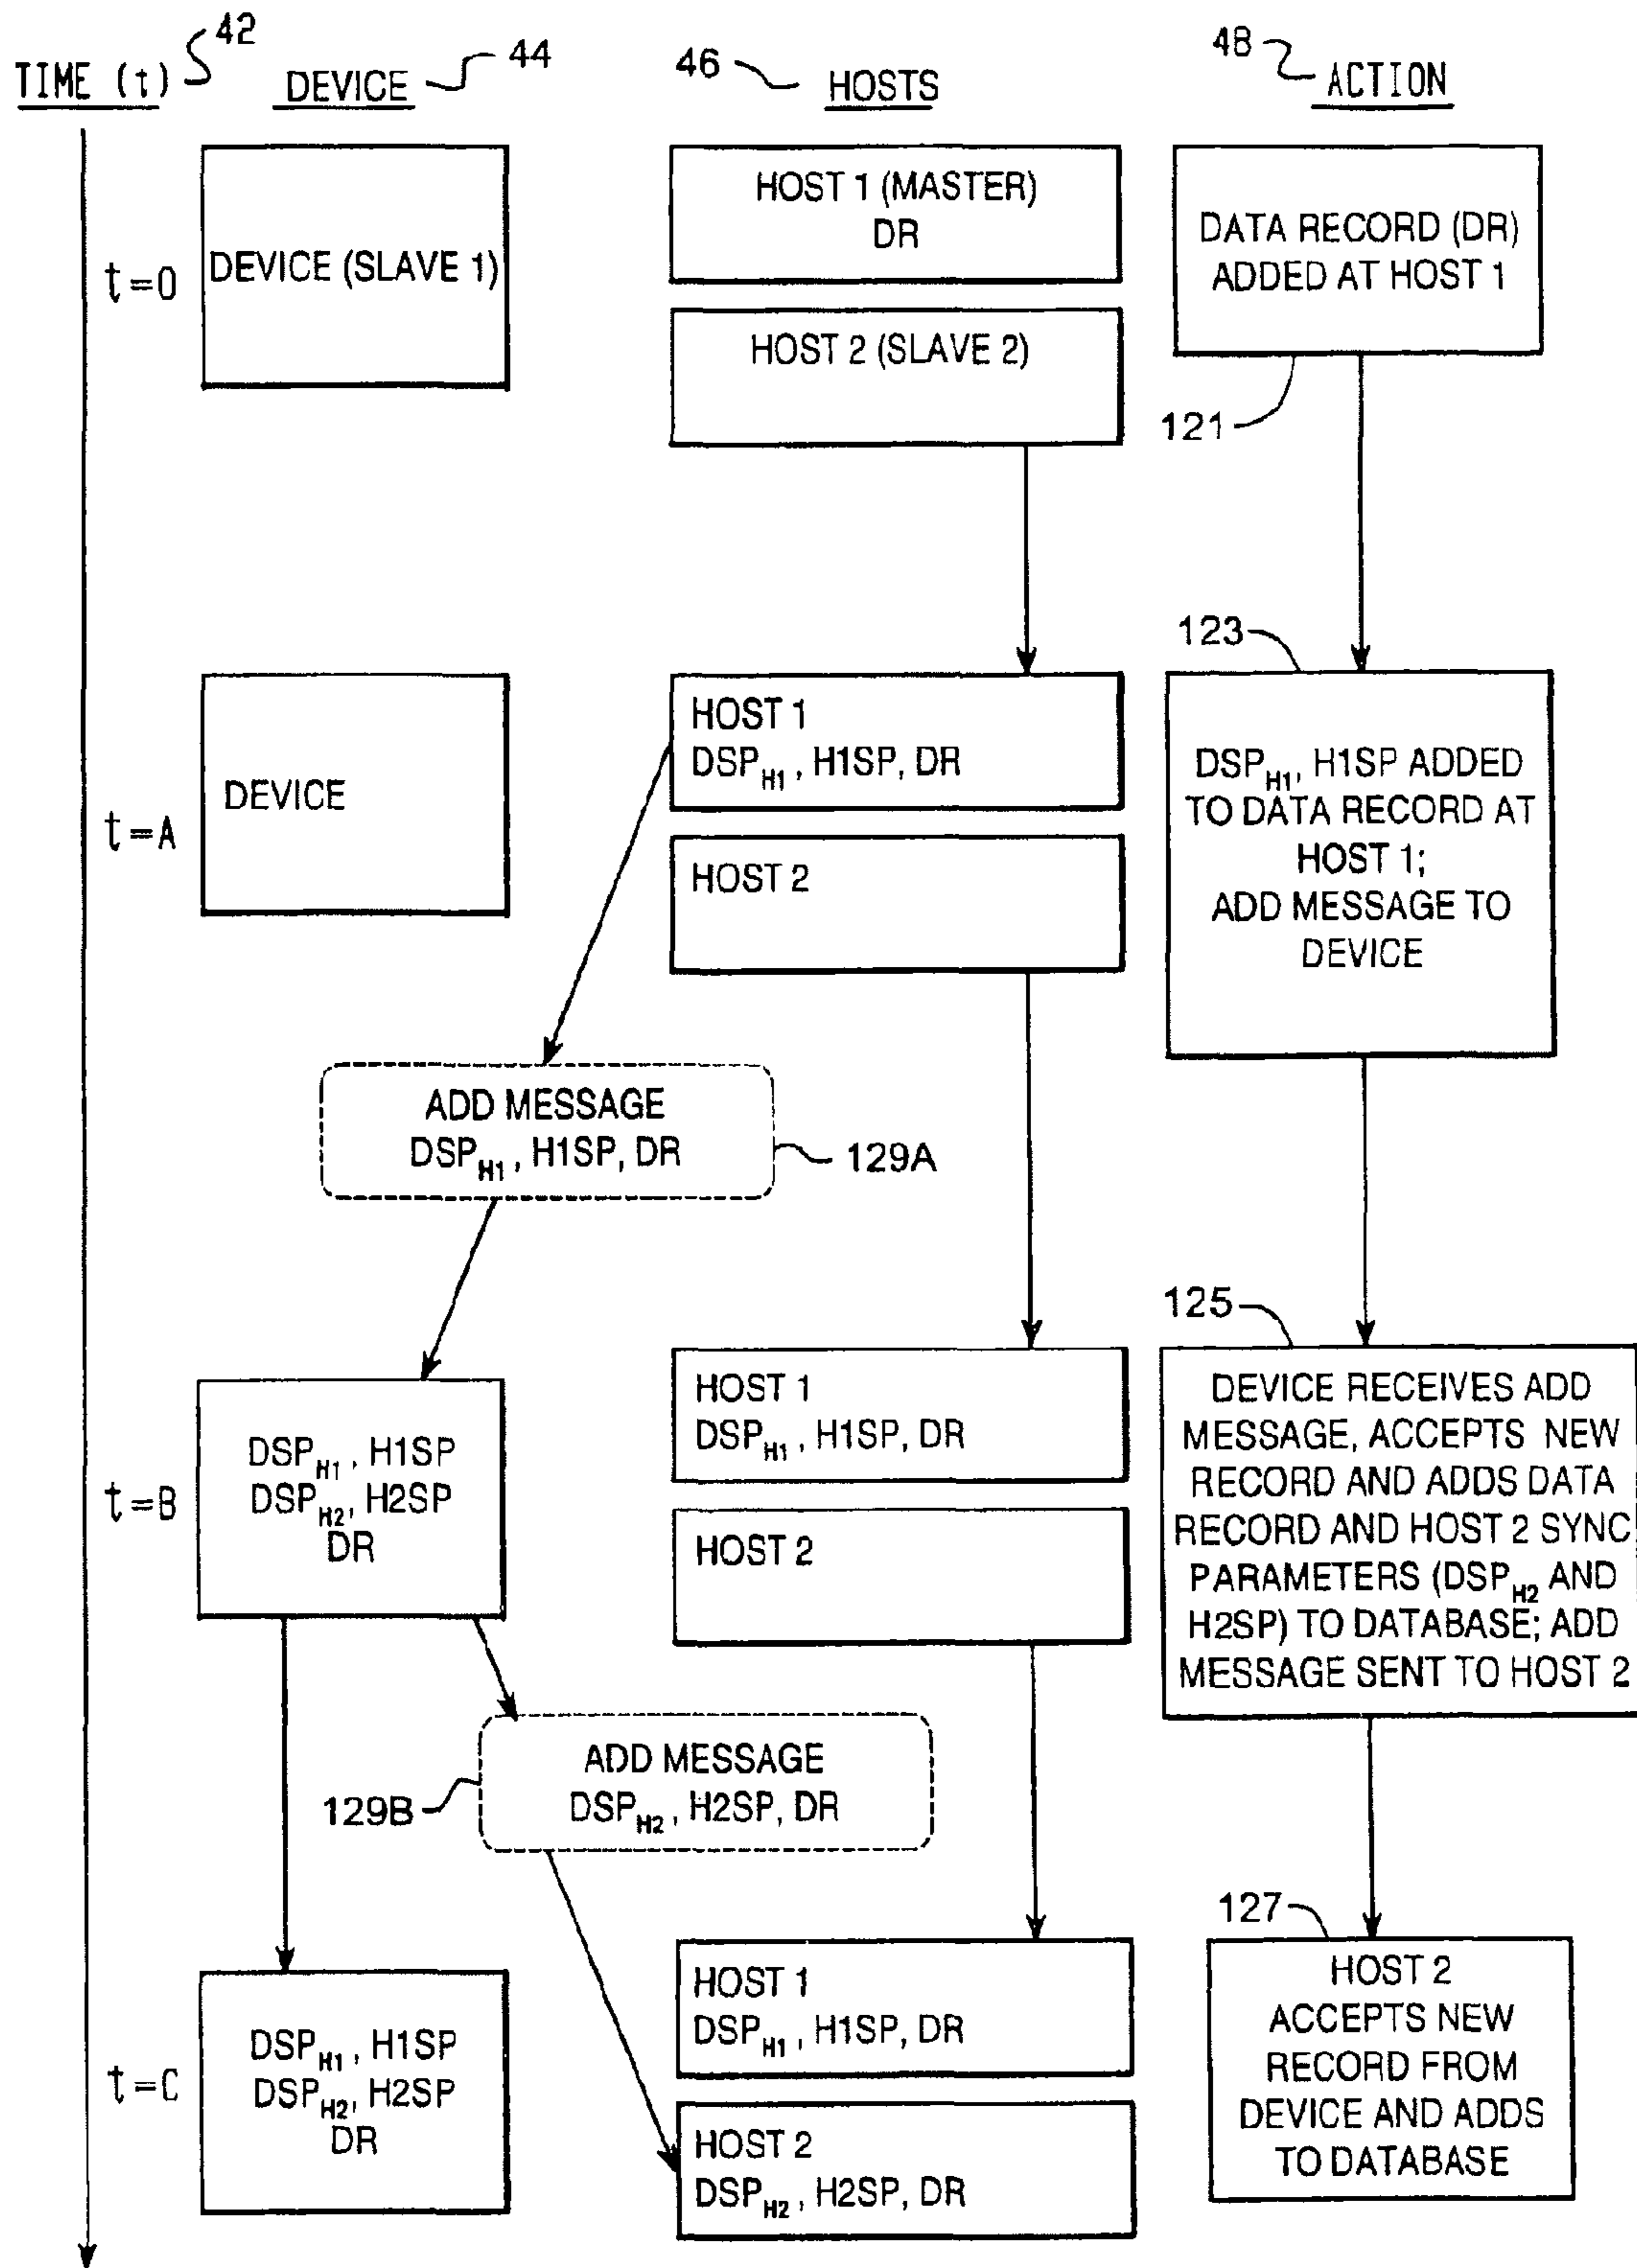 42
44
46
48
TIME (t)
DEVICE
HOSTS
ACTION
t=0
DEVICE (SLAVE 1)
HOST 1 (MASTER)
DR
HOST 2 (SLAVE 2)
DATA RECORD (DR)
ADDED AT HOST 1
121
123
t=A
DEVICE
HOST 1
DSPH1, H1SP, DR
HOST 2
DSPH1, H1SP ADDED
TO DATA RECORD AT
HOST 1;
ADD MESSAGE TO
DEVICE
ADD MESSAGE
DSPH1, H1SP, DR
129A
125
t=B
DSPH1, H1SP
DSPH2, H2SP
DR
HOST 1
DSPH1, H1SP, DR
HOST 2
DEVICE RECEIVES ADD
MESSAGE, ACCEPTS NEW
RECORD AND ADDS DATA
RECORD AND HOST 2 SYNC
PARAMETERS (DSPH2 AND
H2SP) TO DATABASE; ADD
MESSAGE SENT TO HOST 2
ADD MESSAGE
DSPH2, H2SP, DR
129B
127
t=C
DSPH1, H1SP
DSPH2, H2SP
DR
HOST 1
DSPH1, H1SP, DR
HOST 2
DSPH2, H2SP, DR
HOST 2
ACCEPTS NEW
RECORD FROM
DEVICE AND ADDS
TO DATABASE